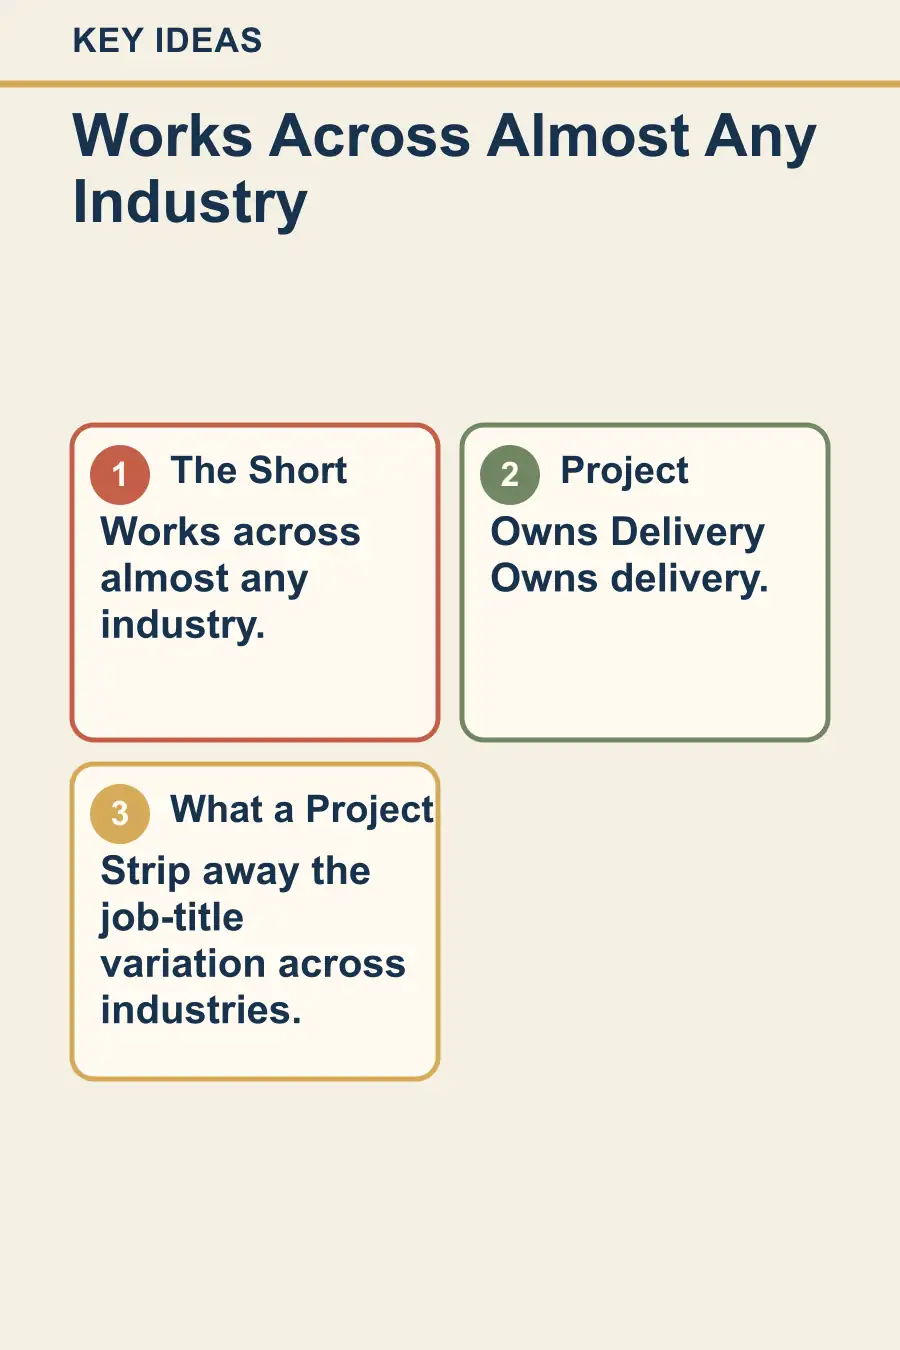 KEY IDEAS
Works Across Almost Any
Industry
1 The Short
Works across
almost any
industry.
2 Project
Owns Delivery
Owns delivery.
3 What a Project
Strip away the
job-title
variation across
industries.